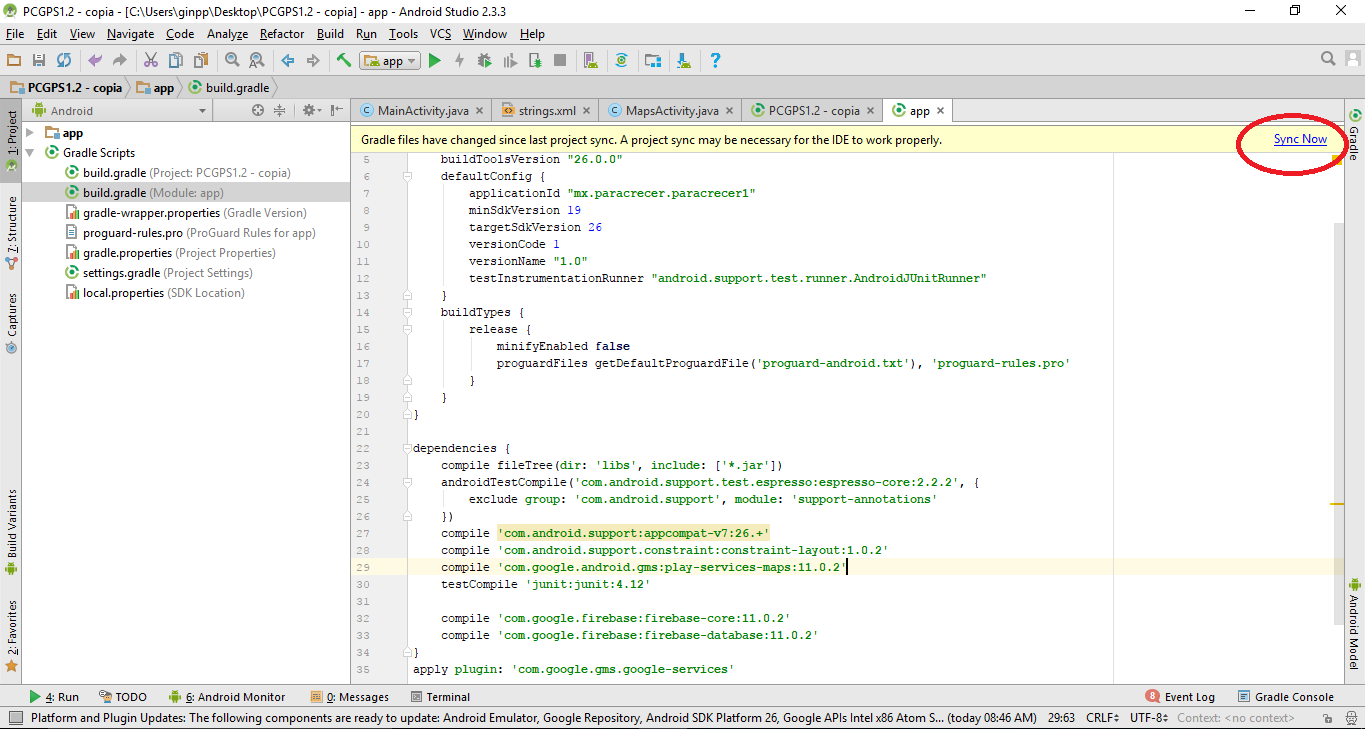 PCGPS1.2 - copia - [C:\Users\ginpp\Desktop\PCGPS1.2 - copia] - app - Android Studio 2.3.3
File Edit View Navigate Code Analyze Refactor Build Run Tools VCS Window Help
app
PCGPS1.2 - copia app build.gradle
Android
MainActivity.java strings.xml MapsActivity.java PCGPS1.2 - copia app
Gradle files have changed since last project sync. A project sync may be necessary for the IDE to work properly. Sync Now
1: Project
7: Structure
Captures
Build Variants
2: Favorites
app
Gradle Scripts
build.gradle (Project: PCGPS1.2 - copia)
build.gradle (Module: app)
gradle-wrapper.properties (Gradle Version)
proguard-rules.pro (ProGuard Rules for app)
gradle.properties (Project Properties)
settings.gradle (Project Settings)
local.properties (SDK Location)
5 buildToolsVersion "26.0.0"
6 defaultConfig {
7 applicationId "mx.paracrecer.paracrecer1"
8 minSdkVersion 19
9 targetSdkVersion 26
10 versionCode 1
11 versionName "1.0"
12 testInstrumentationRunner "android.support.test.runner.AndroidJUnitRunner"
13 }
14 buildTypes {
15 release {
16 minifyEnabled false
17 proguardFiles getDefaultProguardFile('proguard-android.txt'), 'proguard-rules.pro'
18 }
19 }
20 }
21
22 dependencies {
23 compile fileTree(dir: 'libs', include: ['*.jar'])
24 androidTestCompile('com.android.support.test.espresso:espresso-core:2.2.2', {
25 exclude group: 'com.android.support', module: 'support-annotations'
26 })
27 compile 'com.android.support:appcompat-v7:26.+'
28 compile 'com.android.support.constraint:constraint-layout:1.0.2'
29 compile 'com.google.android.gms:play-services-maps:11.0.2'
30 testCompile 'junit:junit:4.12'
31
32 compile 'com.google.firebase:firebase-core:11.0.2'
33 compile 'com.google.firebase:firebase-database:11.0.2'
34 }
35 apply plugin: 'com.google.gms.google-services'
Gradle
Android Model
4: Run TODO 6: Android Monitor 0: Messages Terminal 8 Event Log Gradle Console
Platform and Plugin Updates: The following components are ready to update: Android Emulator, Google Repository, Android SDK Platform 26, Google APIs Intel x86 Atom S... (today 08:46 AM) 29:63 CRLF UTF-8 Context: <no context>